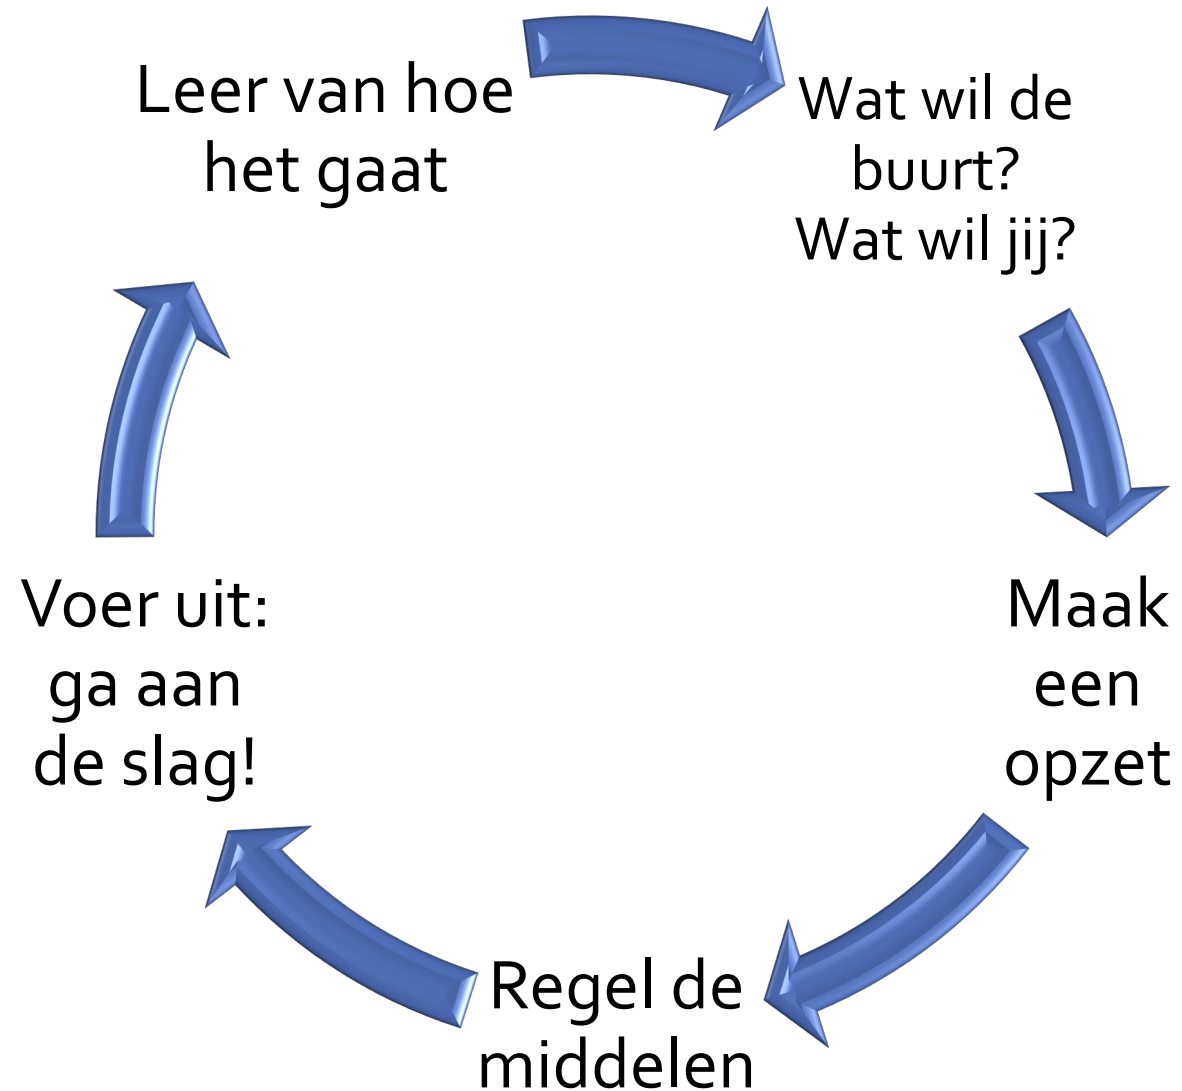 Leer van hoe
het gaat
Wat wil de
buurt?
Wat wil jij?
Maak
een
opzet
Regel de
middelen
Voer uit:
ga aan
de slag!